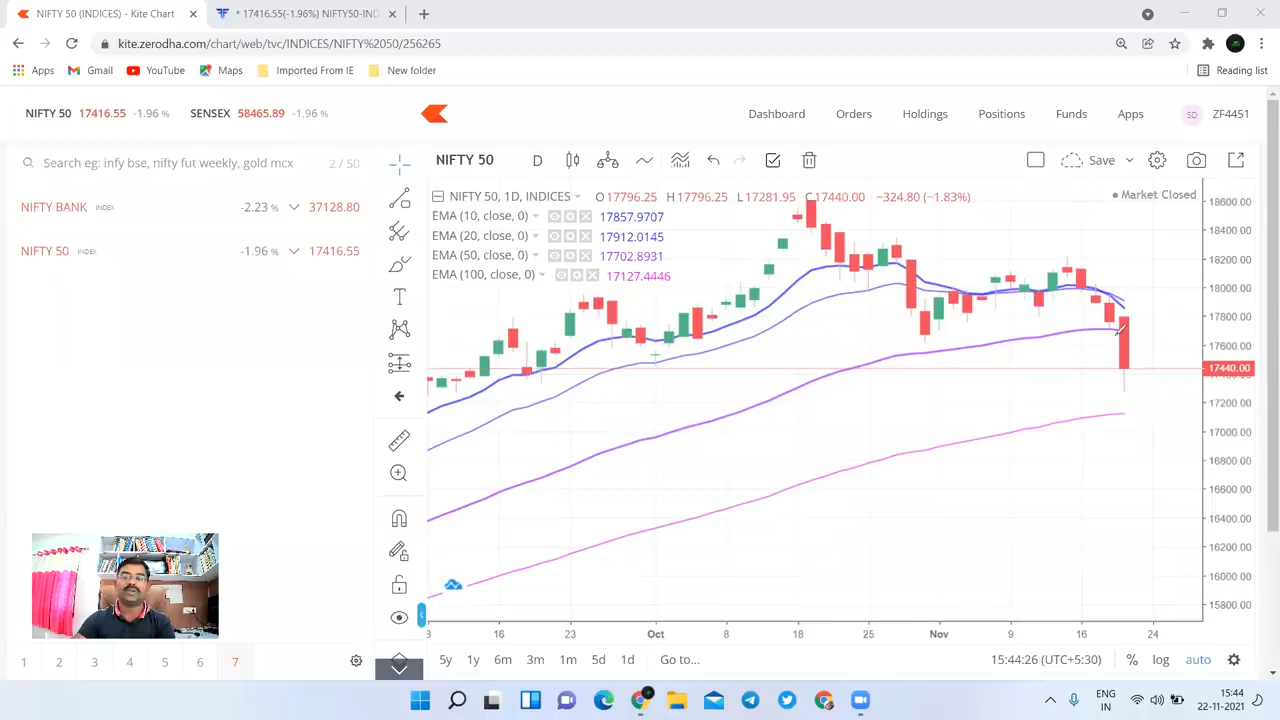 NIFTY 50 (INDICES) - Kite Chart
* 17416.55(-1.96%) NIFTY50-IND
kite.zerodha.com/chart/web/tvc/INDICES/NIFTY%2050/256265
Apps Gmail YouTube Maps Imported From IE New folder Reading list
NIFTY 50 17416.55 -1.96 % SENSEX 58465.89 -1.96 %
Dashboard Orders Holdings Positions Funds Apps SD ZF4451
Search eg: infy bse, nifty fut weekly, gold mcx 2 / 50
NIFTY BANK INDEX -2.23 % 37128.80
NIFTY 50 INDEX -1.96 % 17416.55
NIFTY 50 D Save
NIFTY 50, 1D, INDICES O17796.25 H17796.25 L17281.95 C17440.00 −324.80 (−1.83%)
Market Closed
EMA (10, close, 0) 17857.9707
EMA (20, close, 0) 17912.0145
EMA (50, close, 0) 17702.8931
EMA (100, close, 0) 17127.4446
18600.00
18400.00
18200.00
18000.00
17800.00
17600.00
17440.00
17200.00
17000.00
16800.00
16600.00
16400.00
16200.00
16000.00
15800.00
16 23 Oct 8 18 25 Nov 9 16 24
1 2 3 4 5 6 7
5y 1y 6m 3m 1m 5d 1d Go to... 15:44:26 (UTC+5:30) % log auto
ENG
IN
15:44
22-11-2021